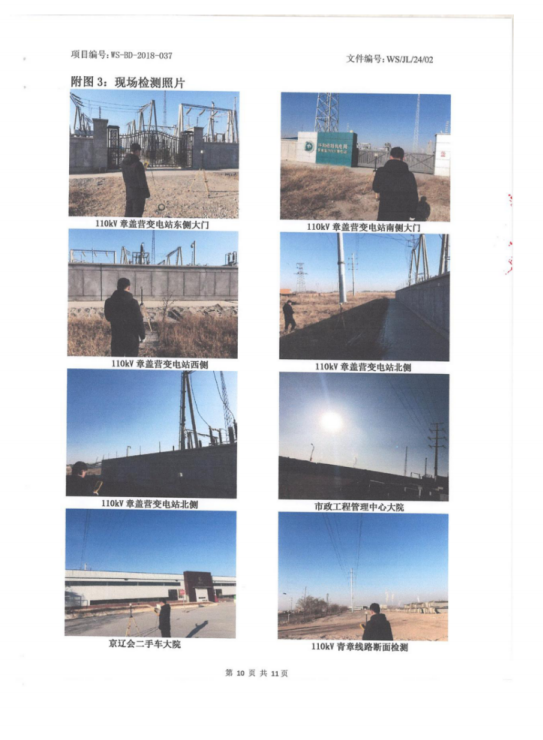 项目编号：WS-BD-2018-037
文件编号：WS/JL/24/02
附图 3：现场检测照片
110kV 章盖营变电站东侧大门
110kV 章盖营变电站南侧大门
110kV 章盖营变电站西侧
110kV 章盖营变电站北侧
110kV 章盖营变电站北侧
市政工程管理中心大院
京辽会二手车大院
110kV 青章线路断面检测
第 10 页 共 11 页